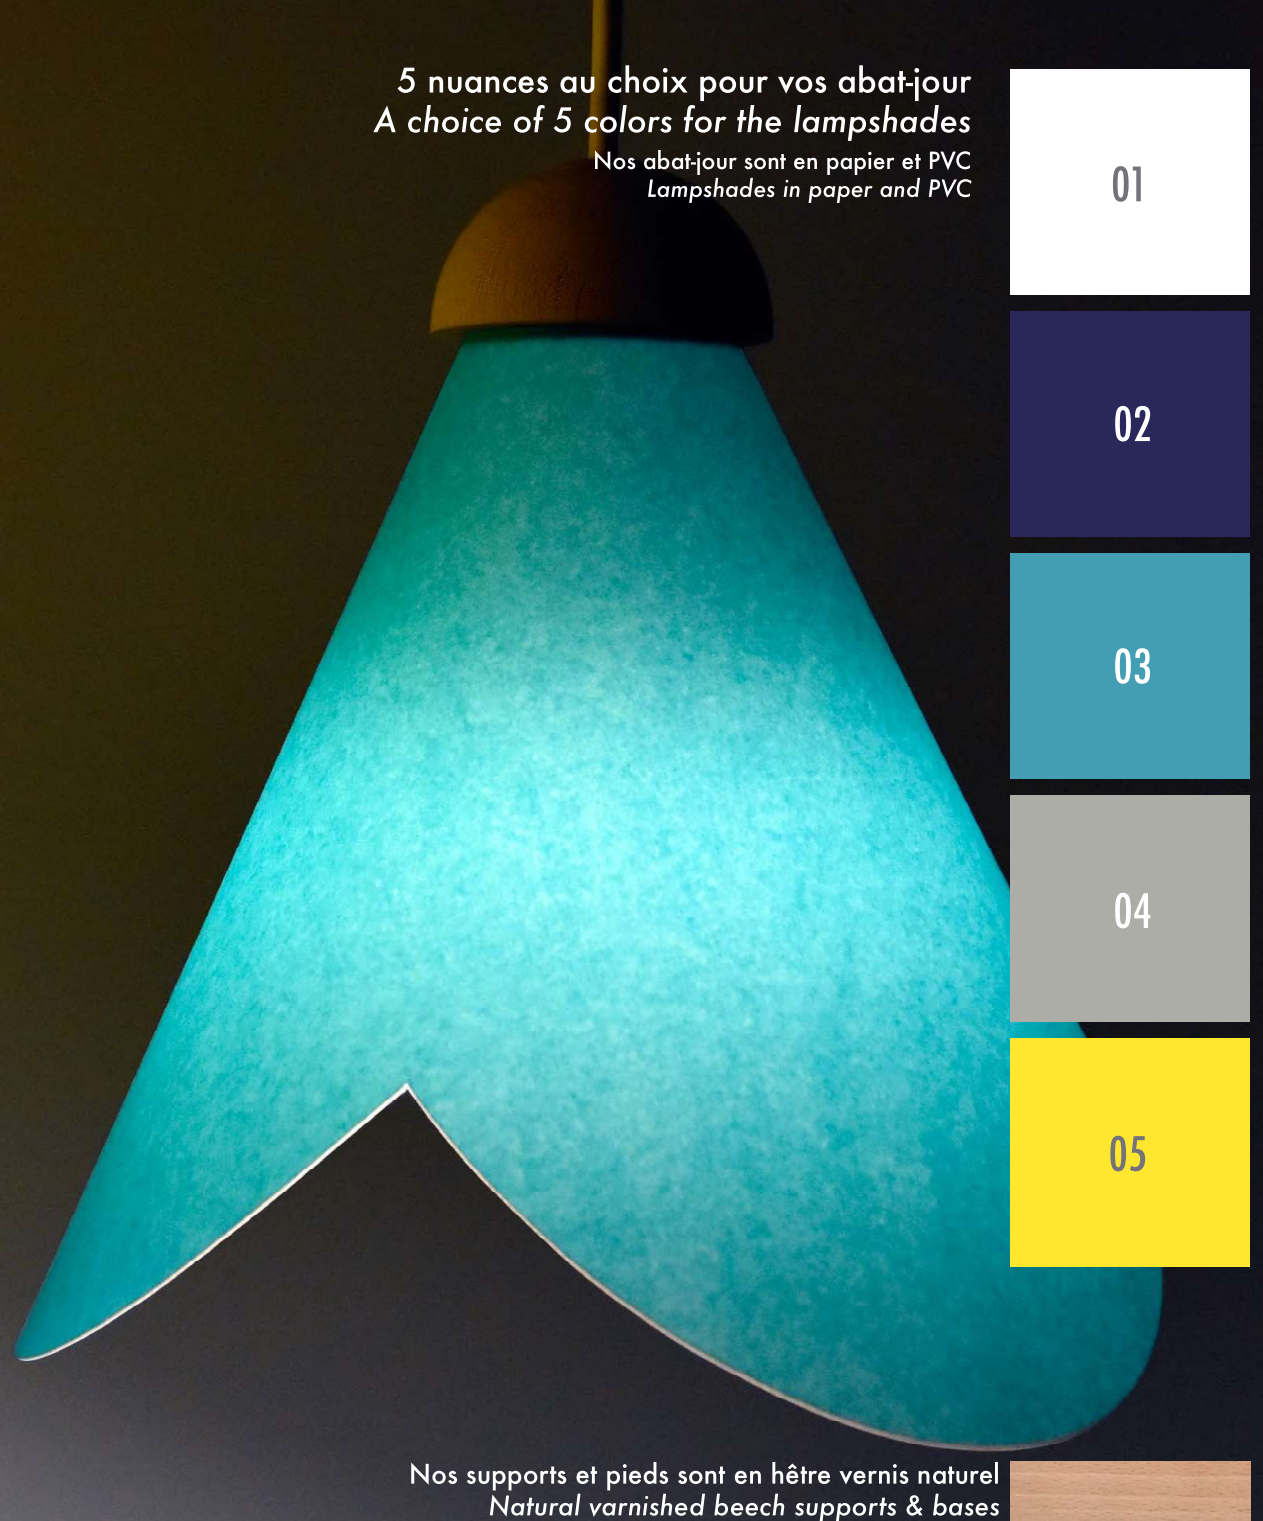 5 nuances au choix pour vos abat-jour
A choice of 5 colors for the lampshades
Nos abat-jour sont en papier et PVC
Lampshades in paper and PVC
01
02
03
04
05
Nos supports et pieds sont en hêtre vernis naturel
Natural varnished beech supports & bases